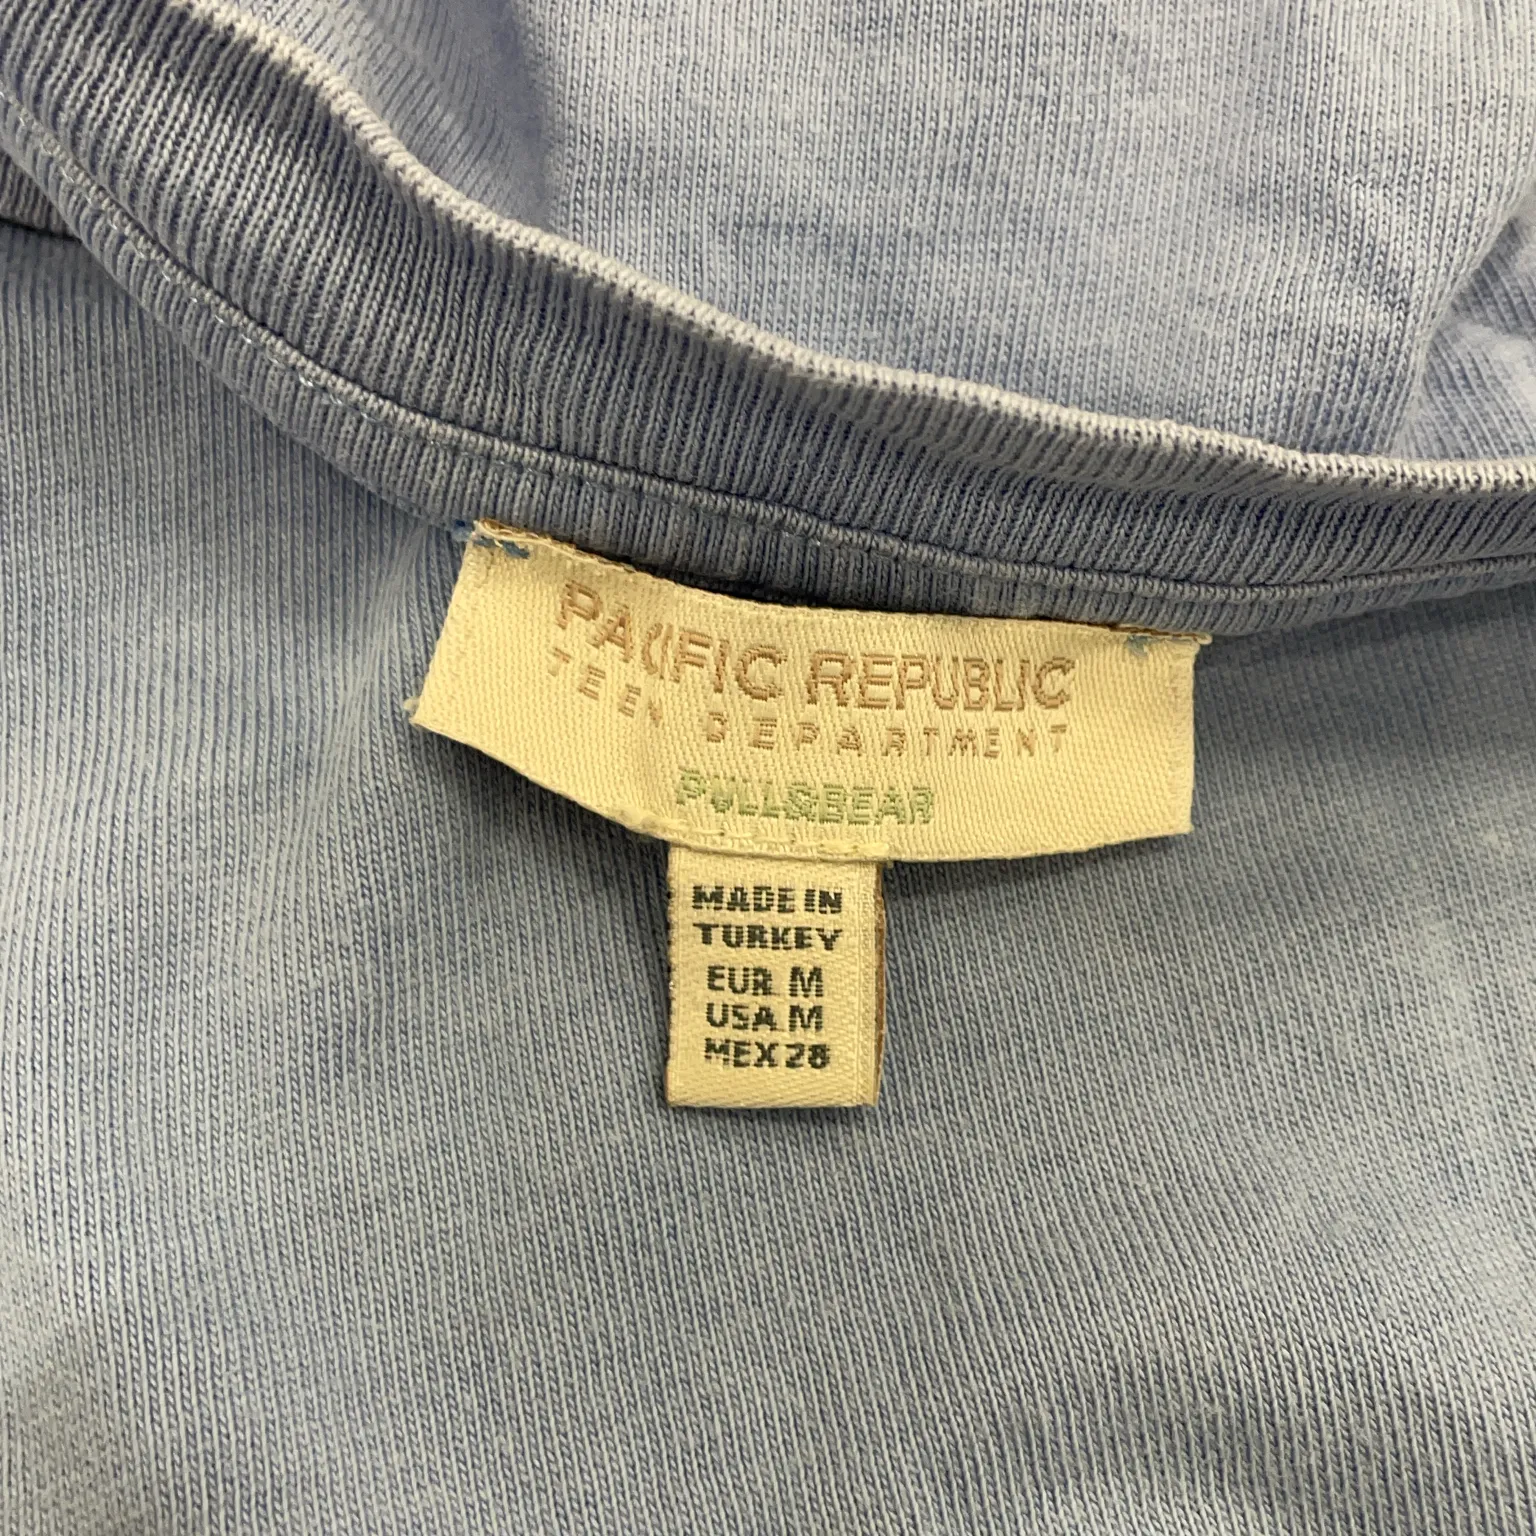 PACIFIC REPUBLIC
TEEN DEPARTMENT
PULL&BEAR
MADE IN
TURKEY
EUR M
USA M
MEX 28